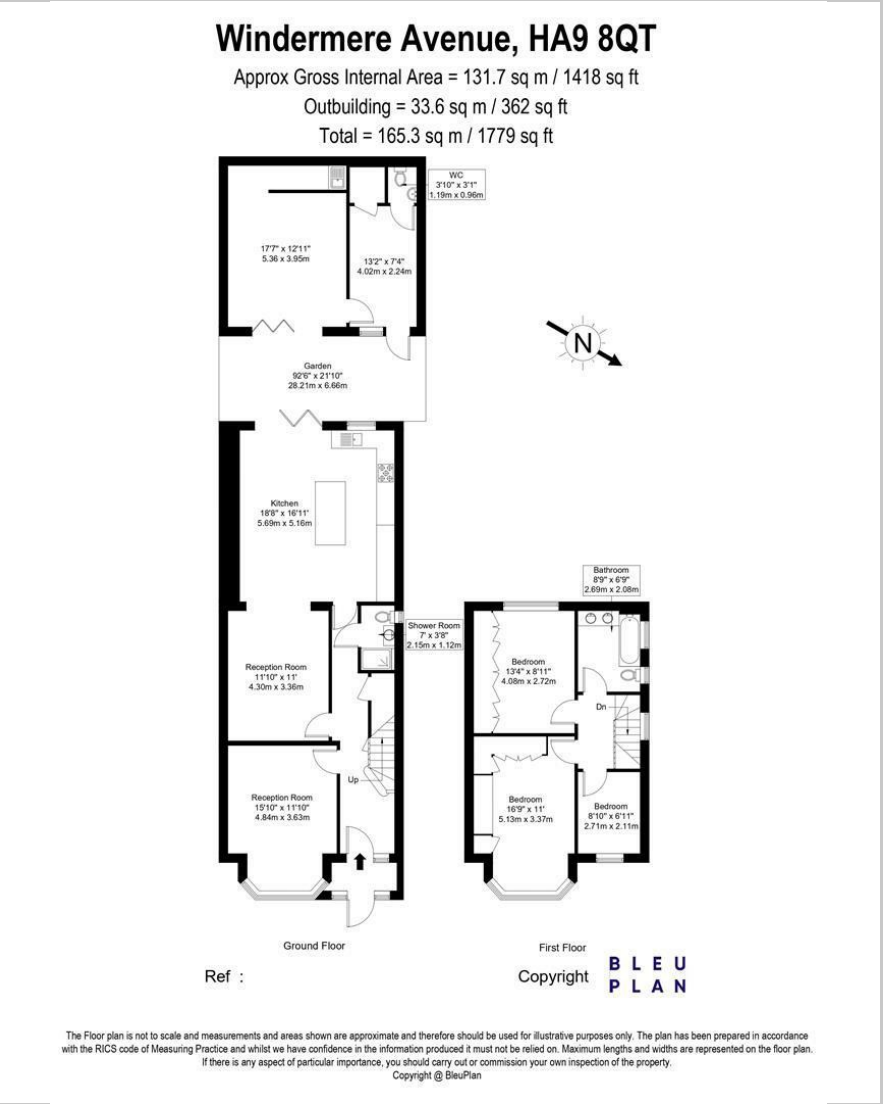 Windermere Avenue, HA9 8QT
Approx Gross Internal Area = 131.7 sq m / 1418 sq ft
Outbuilding = 33.6 sq m / 362 sq ft
Total = 165.3 sq m / 1779 sq ft
WC
3'10" x 3'1"
1.19m x 0.96m
17'7" x 12'11"
5.36 x 3.95m
13'2" x 7'4"
4.02m x 2.24m
N
Garden
92'6" x 21'10"
28.21m x 6.66m
Kitchen
18'8" x 16'11'
5.69m x 5.16m
Shower Room
7' x 3'8"
2.15m x 1.12m
Reception Room
11'10" x 11'
4.30m x 3.36m
Up
Reception Room
15'10" x 11'10"
4.84m x 3.63m
Ground Floor
Bathroom
8'9" x 6'9"
2.69m x 2.08m
Bedroom
13'4" x 8'11"
4.08m x 2.72m
Dn
Bedroom
16'9" x 11'
5.13m x 3.37m
Bedroom
8'10" x 6'11"
2.71m x 2.11m
First Floor
Ref :
Copyright
BLEU
PLAN
The Floor plan is not to scale and measurements and areas shown are approximate and therefore should be used for illustrative purposes only. The plan has been prepared in accordance
with the RICS code of Measuring Practice and whilst we have confidence in the information produced it must not be relied on. Maximum lengths and widths are represented on the floor plan.
If there is any aspect of particular importance, you should carry out or commission your own inspection of the property.
Copyright @ BleuPlan